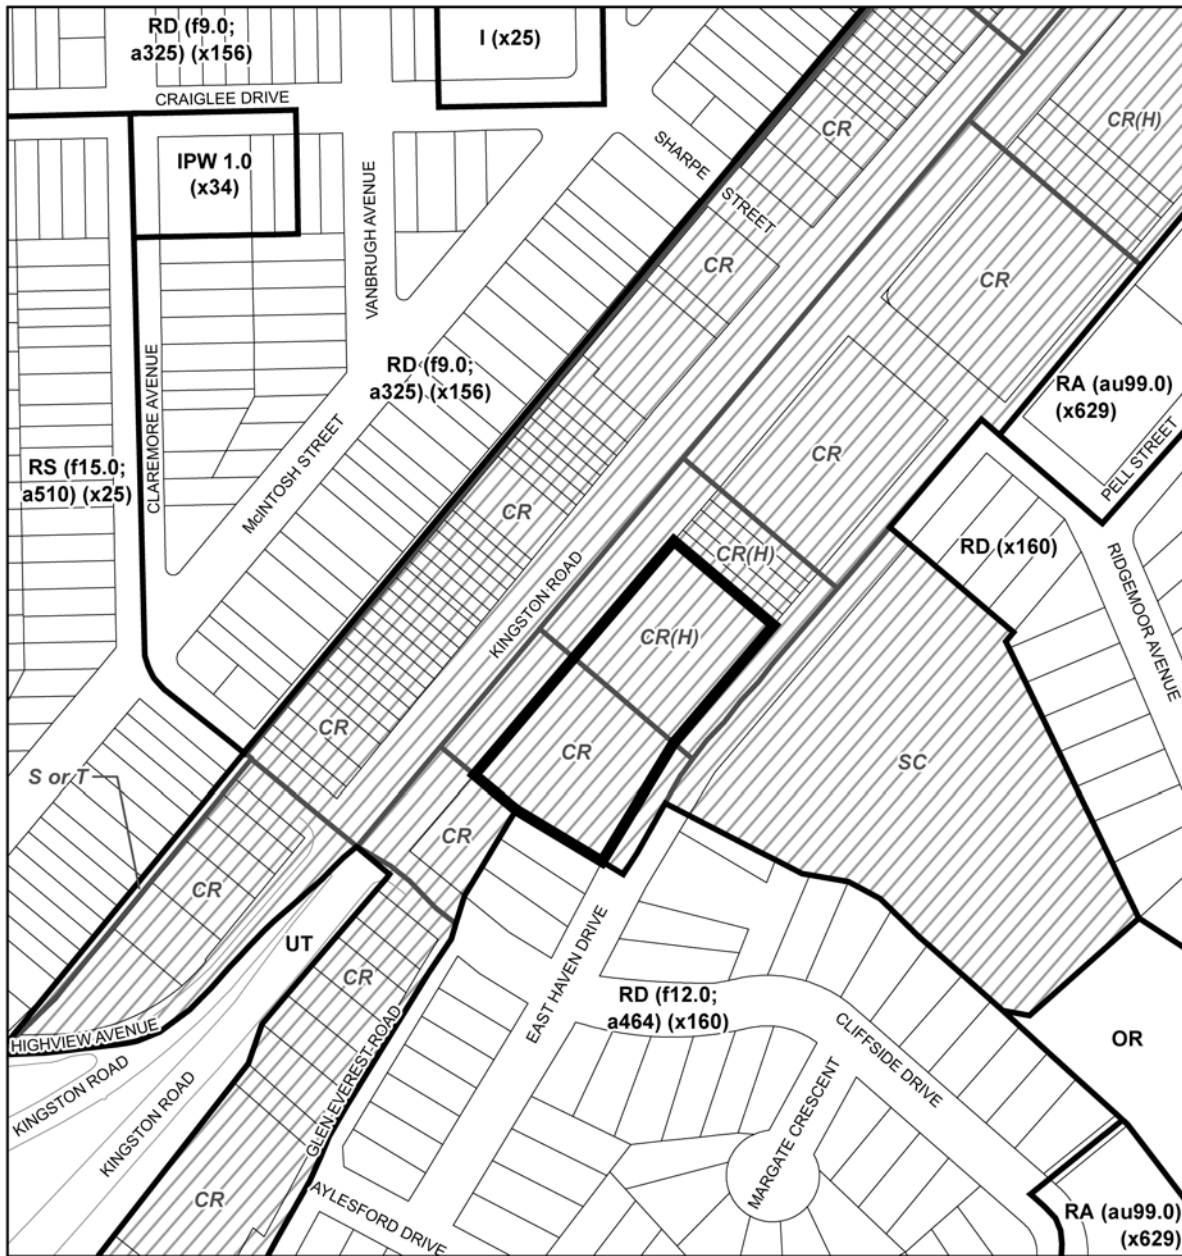 RD (f9.0;
a325) (x156)
I (x25)
CRAIGLEE DRIVE
IPW 1.0
(x34)
CR
CR(H)
SHARPE
STREET
VANBRUGH AVENUE
CR
CR
RD (f9.0;
a325) (x156)
CLAREMORE AVENUE
McINTOSH STREET
RA (au99.0)
(x629)
PELL STREET
RS (f15.0;
a510) (x25)
CR
CR
CR(H)
RD (x160)
RIDGEMOOR AVENUE
KINGSTON ROAD
CR(H)
CR
CR
SC
S or T
CR
CR
UT
CR
EAST HAVEN DRIVE
RD (f12.0;
a464) (x160)
CLIFFSIDE DRIVE
OR
HIGHVIEW AVENUE
KINGSTON ROAD
KINGSTON ROAD
GLEN EVEREST ROAD
MARGATE CRESCENT
CR
AYLESFORD DRIVE
RA (au99.0)
(x629)